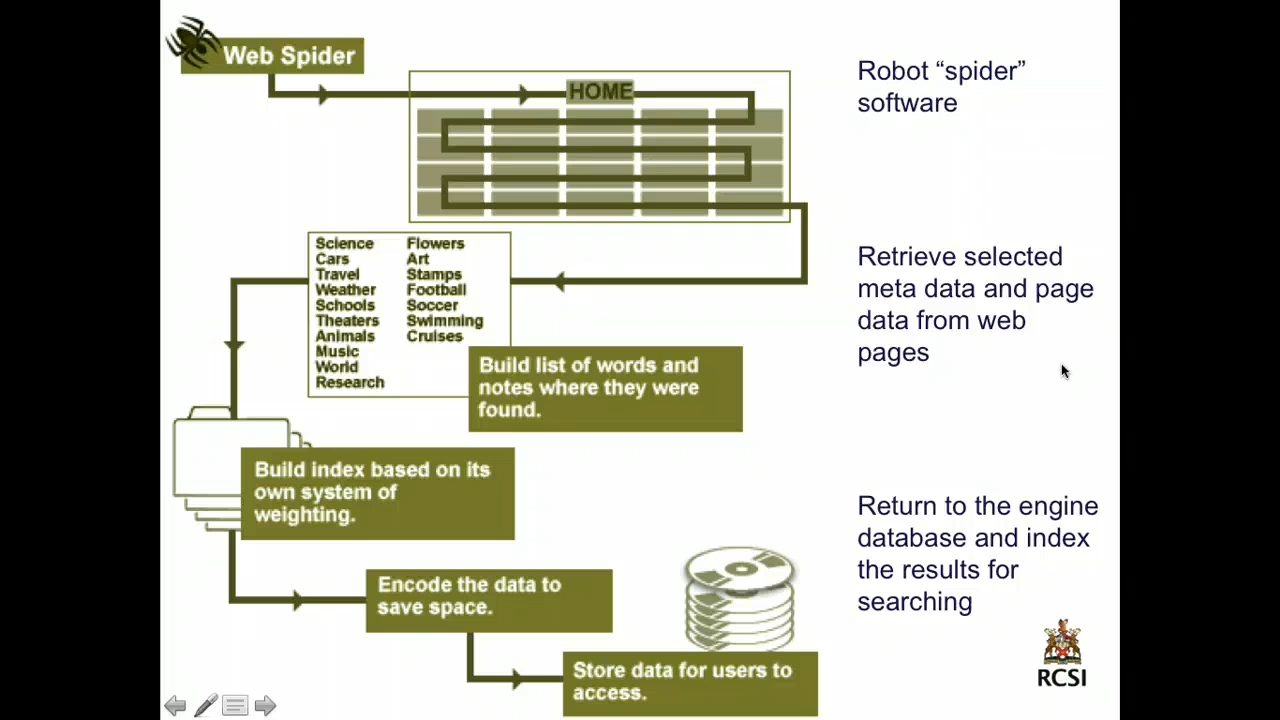 Web Spider
HOME
Robot “spider”
software
Science
Cars
Travel
Weather
Schools
Theaters
Animals
Music
World
Research
Flowers
Art
Stamps
Football
Soccer
Swimming
Cruises
Retrieve selected
meta data and page
data from web
pages
Build list of words and
notes where they were
found.
Build index based on its
own system of
weighting.
Return to the engine
database and index
the results for
searching
Encode the data to
save space.
Store data for users to
access.
RCSI